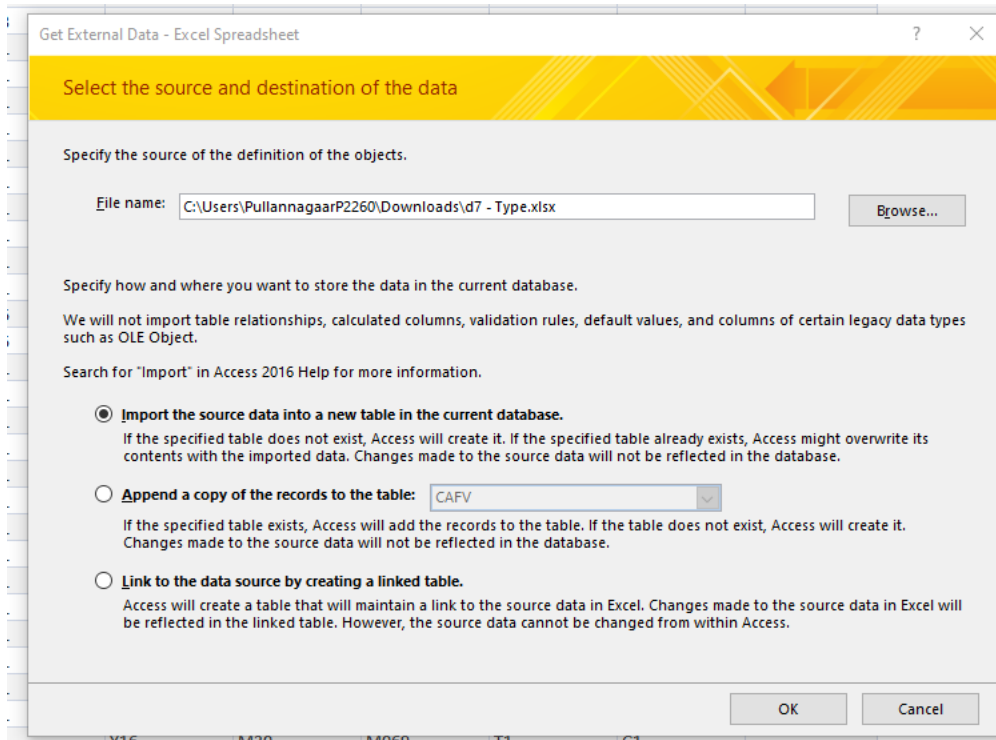 Get External Data - Excel Spreadsheet
Select the source and destination of the data
Specify the source of the definition of the objects.
File name: C:\Users\PullannagaarP2260\Downloads\d7 - Type.xlsx Browse...
Specify how and where you want to store the data in the current database.
We will not import table relationships, calculated columns, validation rules, default values, and columns of certain legacy data types
such as OLE Object.
Search for "Import" in Access 2016 Help for more information.
Import the source data into a new table in the current database.
If the specified table does not exist, Access will create it. If the specified table already exists, Access might overwrite its
contents with the imported data. Changes made to the source data will not be reflected in the database.
Append a copy of the records to the table: CAFV
If the specified table exists, Access will add the records to the table. If the table does not exist, Access will create it.
Changes made to the source data will not be reflected in the database.
Link to the data source by creating a linked table.
Access will create a table that will maintain a link to the source data in Excel. Changes made to the source data in Excel will
be reflected in the linked table. However, the source data cannot be changed from within Access.
OK Cancel